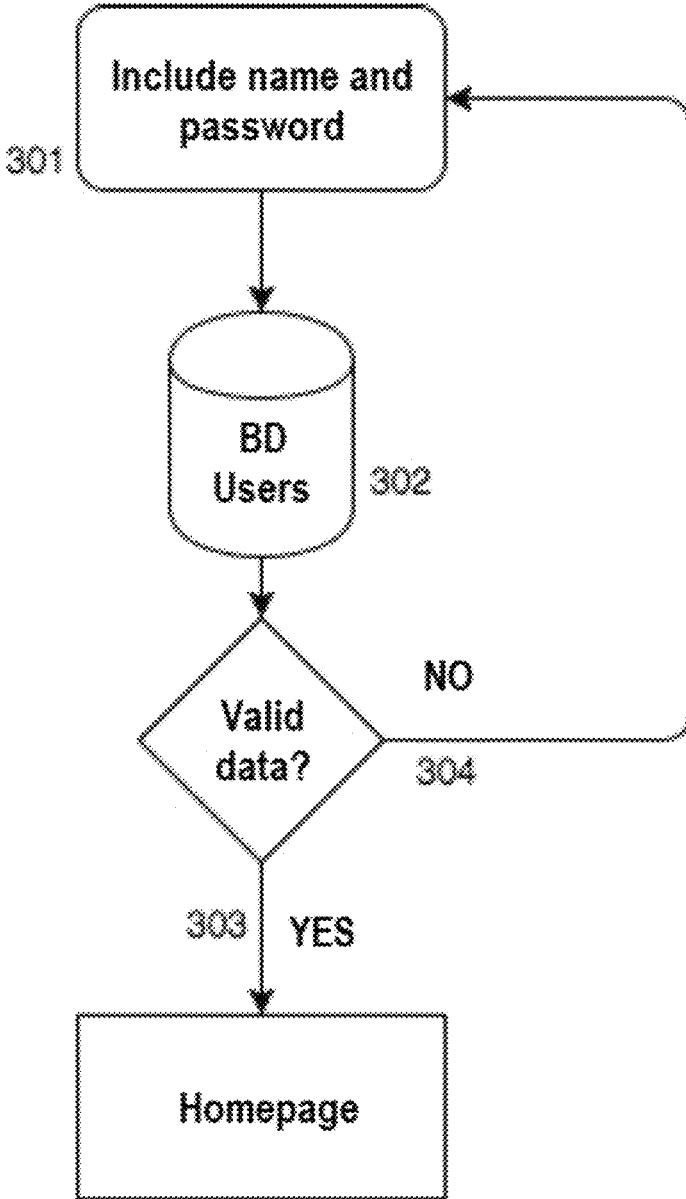 Include name and
password
301
BD
Users
302
Valid
data?
NO
304
303
YES
Homepage